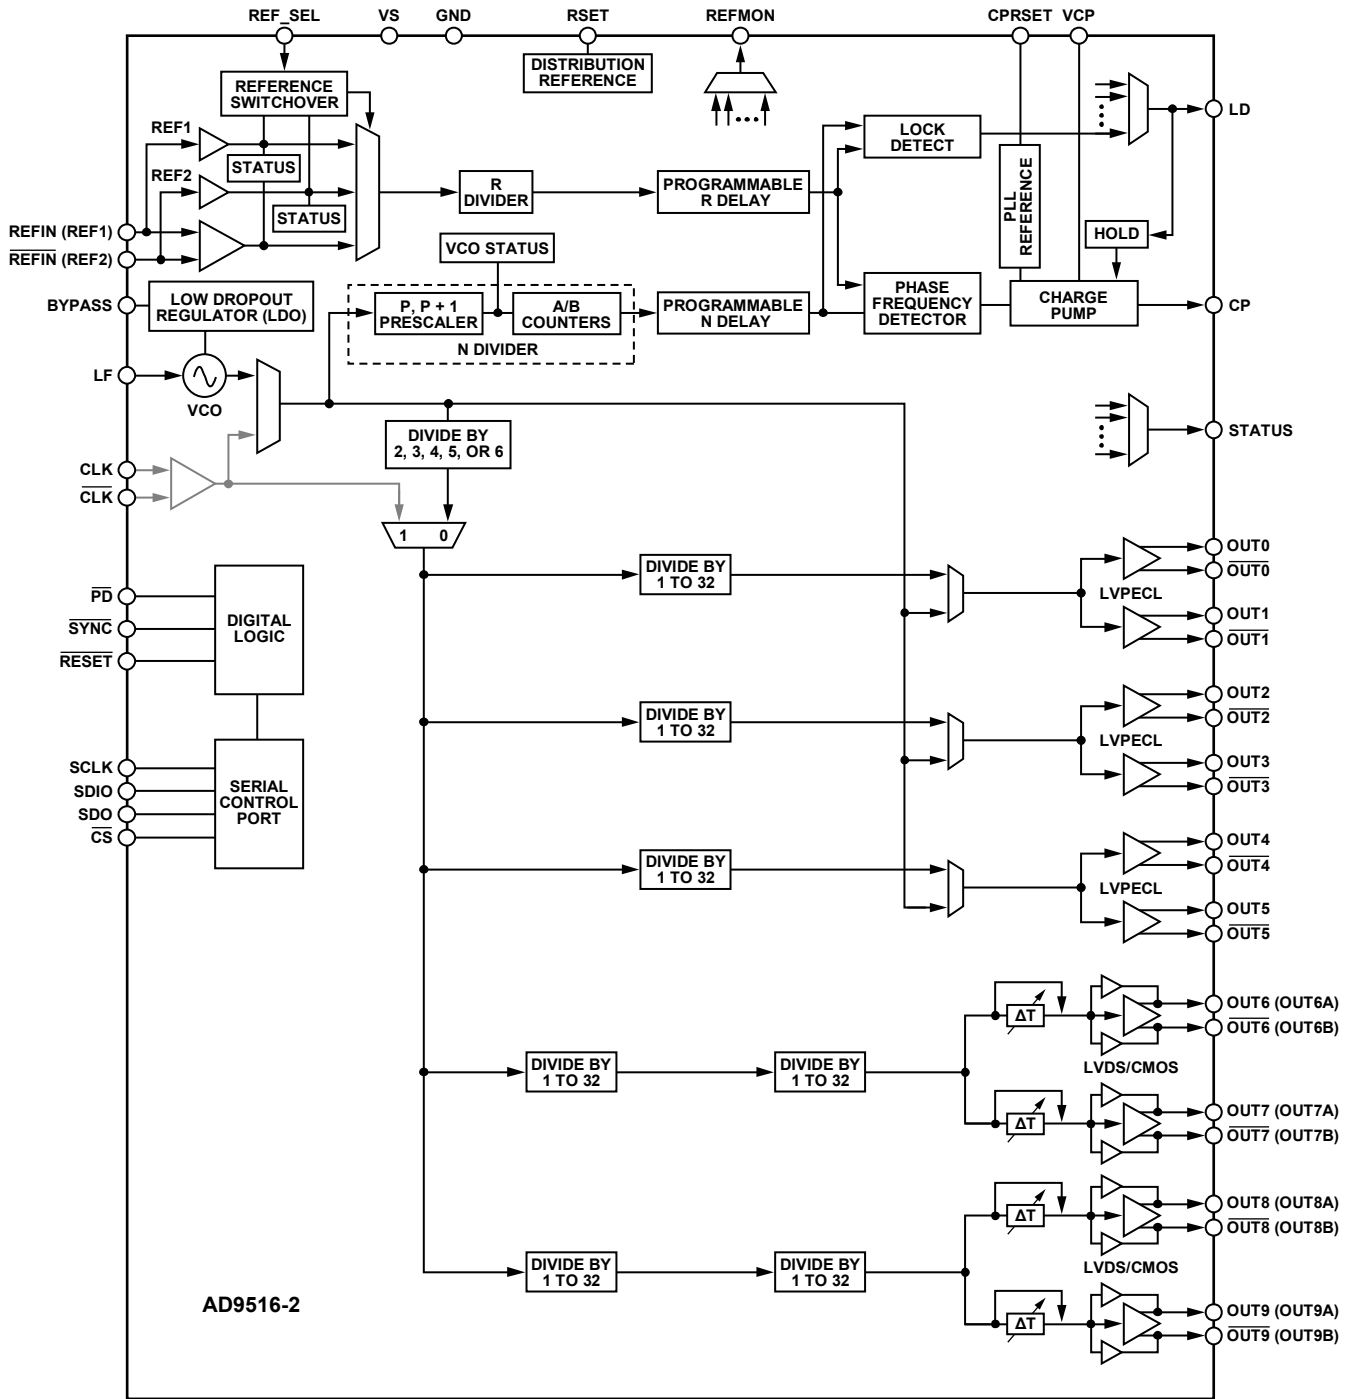 REF_SEL
VS
GND
RSET
REFMON
CPRSET
VCP
DISTRIBUTION
REFERENCE
REFERENCE
SWITCHOVER
REF1
STATUS
REF2
STATUS
REFIN (REF1)
REFIN (REF2)
R
DIVIDER
PROGRAMMABLE
R DELAY
LOCK
DETECT
LD
PLL
REFERENCE
HOLD
VCO STATUS
BYPASS
LOW DROPOUT
REGULATOR (LDO)
P, P + 1
PRESCALER
A/B
COUNTERS
N DIVIDER
PROGRAMMABLE
N DELAY
PHASE
FREQUENCY
DETECTOR
CHARGE
PUMP
CP
LF
VCO
STATUS
DIVIDE BY
2, 3, 4, 5, OR 6
CLK
CLK
1 0
PD
SYNC
RESET
DIGITAL
LOGIC
DIVIDE BY
1 TO 32
LVPECL
OUT0
OUT0
OUT1
OUT1
DIVIDE BY
1 TO 32
LVPECL
OUT2
OUT2
OUT3
OUT3
SCLK
SDIO
SDO
CS
SERIAL
CONTROL
PORT
DIVIDE BY
1 TO 32
LVPECL
OUT4
OUT4
OUT5
OUT5
DIVIDE BY
1 TO 32
DIVIDE BY
1 TO 32
ΔT
ΔT
LVDS/CMOS
OUT6 (OUT6A)
OUT6 (OUT6B)
OUT7 (OUT7A)
OUT7 (OUT7B)
DIVIDE BY
1 TO 32
DIVIDE BY
1 TO 32
ΔT
ΔT
LVDS/CMOS
OUT8 (OUT8A)
OUT8 (OUT8B)
OUT9 (OUT9A)
OUT9 (OUT9B)
AD9516-2